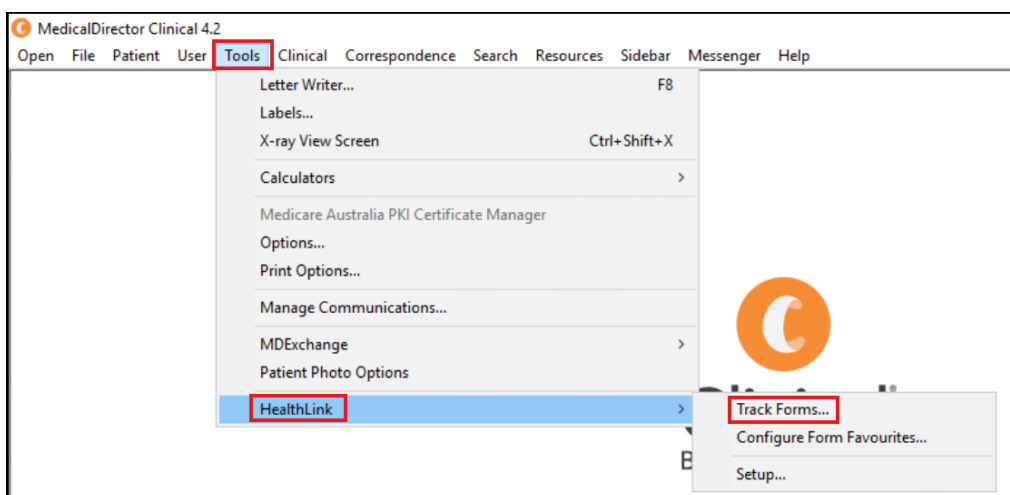 MedicalDirector Clinical 4.2
Open File Patient User Tools Clinical Correspondence Search Resources Sidebar Messenger Help
Letter Writer... F8
Labels...
X-ray View Screen Ctrl+Shift+X
Calculators
Medicare Australia PKI Certificate Manager
Options...
Print Options...
Manage Communications...
MDExchange
Patient Photo Options
HealthLink
Track Forms...
Configure Form Favourites...
Setup...